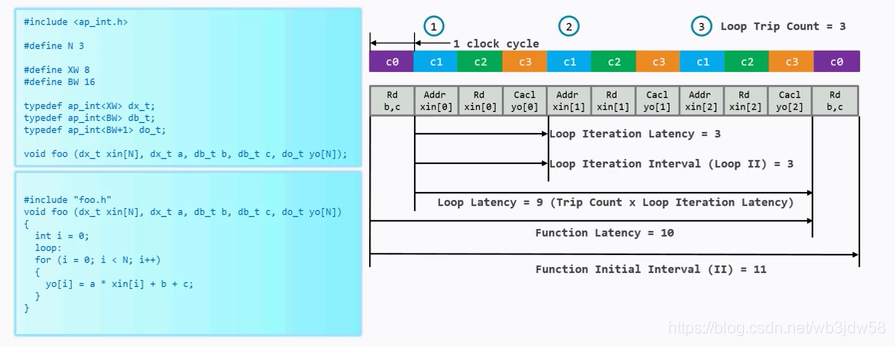 #include <ap_int.h>
#define N 3
#define XW 8
#define BW 16
typedef ap_int<XW> dx_t;
typedef ap_int<BW> db_t;
typedef ap_int<BW+1> do_t;
void foo (dx_t xin[N], dx_t a, db_t b, db_t c, do_t yo[N]);
#include "foo.h"
void foo (dx_t xin[N], dx_t a, db_t b, db_t c, do_t yo[N])
{
int i = 0;
loop:
for (i = 0; i < N; i++)
{
yo[i] = a * xin[i] + b + c;
}
}
1 2 3 Loop Trip Count = 3
1 clock cycle
c0 c1 c2 c3 c1 c2 c3 c1 c2 c3 c0
Rd Addr Rd Cacl Addr Rd Cacl Addr Rd Cacl Rd
b,c xin[0] xin[0] yo[0] xin[1] xin[1] yo[1] xin[2] xin[2] yo[2] b,c
Loop Iteration Latency = 3
Loop Iteration Interval (Loop II) = 3
Loop Latency = 9 (Trip Count x Loop Iteration Latency)
Function Latency = 10
Function Initial Interval (II) = 11
https://blog.csdn.net/wb3jdw58